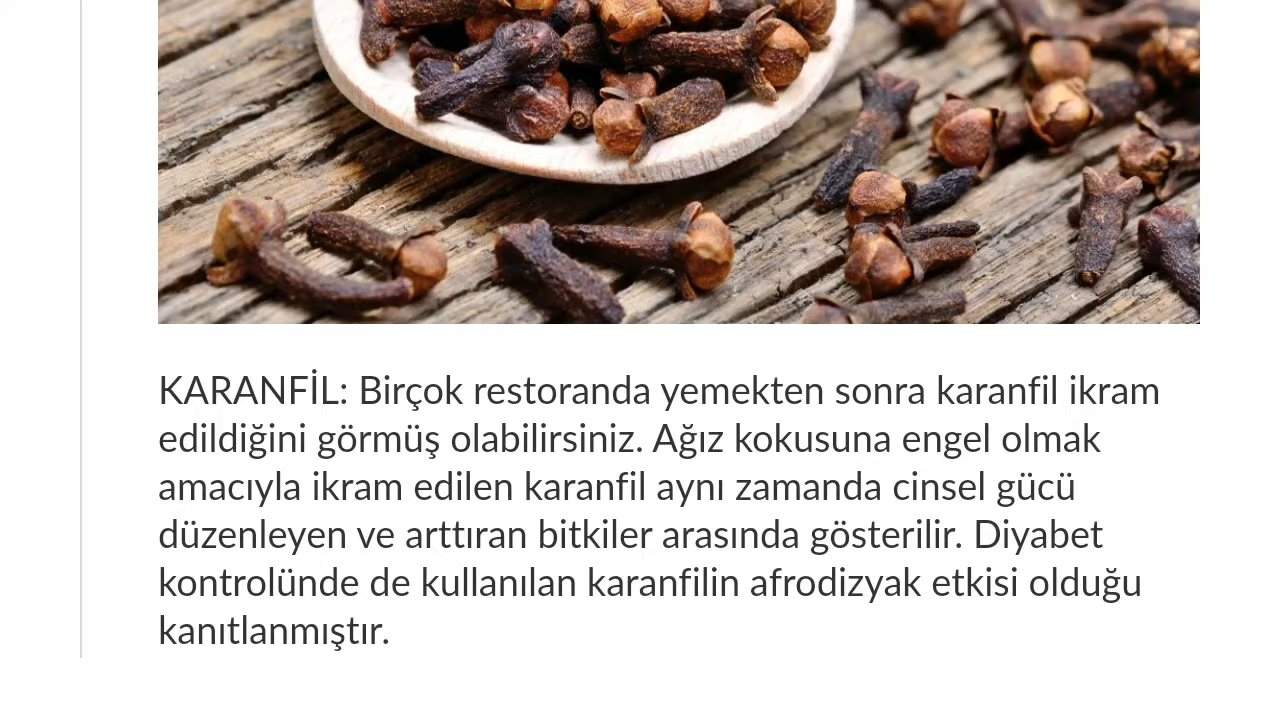 KARANFİL: Birçok restoranda yemekten sonra karanfil ikram
edildiğini görmüş olabilirsiniz. Ağız kokusuna engel olmak
amacıyla ikram edilen karanfil aynı zamanda cinsel gücü
düzenleyen ve arttıran bitkiler arasında gösterilir. Diyabet
kontrolünde de kullanılan karanfilin afrodizyak etkisi olduğu
kanıtlanmıştır.